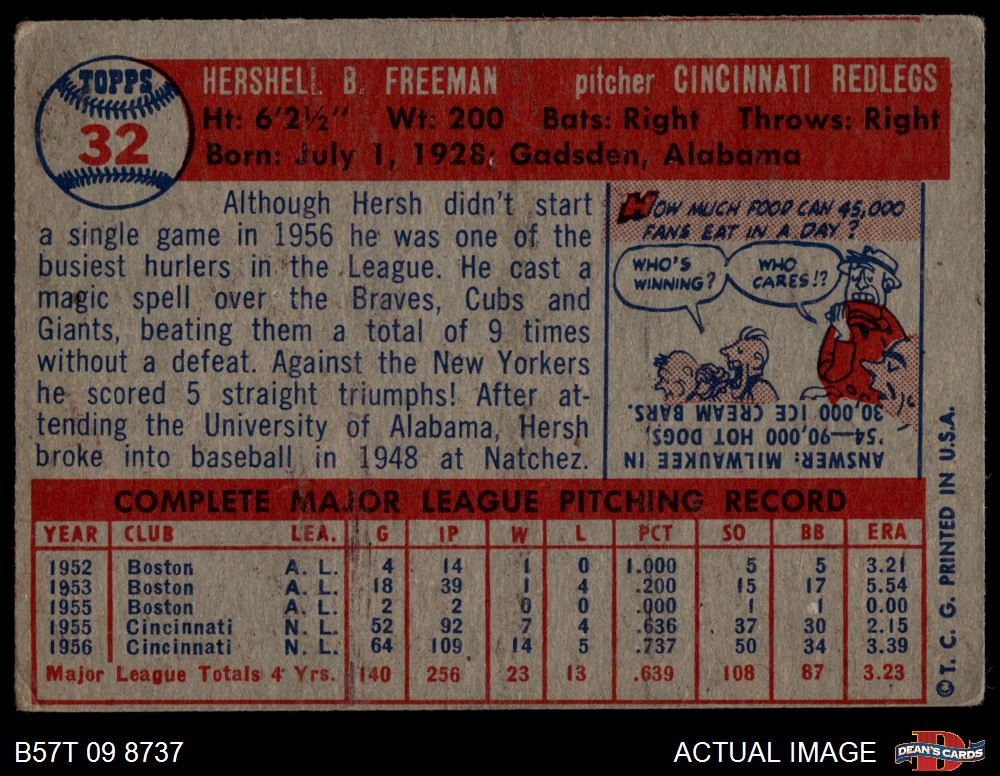 TOPPS
32
HERSHELL B. FREEMAN pitcher CINCINNATI REDLEGS
Ht: 6'2½" Wt: 200 Bats: Right Throws: Right
Born: July 1, 1928, Gadsden, Alabama
Although Hersh didn't start
a single game in 1956 he was one of the
busiest hurlers in the League. He cast a
magic spell over the Braves, Cubs and
Giants, beating them a total of 9 times
without a defeat. Against the New Yorkers
he scored 5 straight triumphs! After at-
tending the University of Alabama, Hersh
broke into baseball in 1948 at Natchez.
HOW MUCH FOOD CAN 45,000
FANS EAT IN A DAY?
WHO'S
WINNING?
WHO
CARES!?
ANSWER: MILWAUKEE IN
'54—90,000 HOT DOGS,
30,000 ICE CREAM BARS.
COMPLETE MAJOR LEAGUE PITCHING RECORD
YEAR CLUB LEA. G IP W L PCT SO BB ERA
1952 Boston A. L. 4 14 1 0 1.000 5 5 3.21
1953 Boston A. L. 18 39 1 4 .200 15 17 5.54
1955 Boston A. L. 2 2 0 0 .000 1 1 0.00
1955 Cincinnati N. L. 52 92 7 4 .636 37 30 2.15
1956 Cincinnati N. L. 64 109 14 5 .737 50 34 3.39
Major League Totals 4 Yrs. 140 256 23 13 .639 108 87 3.23
© T. C. G. PRINTED IN U.S.A.
B57T 09 8737
ACTUAL IMAGE
D
DEAN'S CARDS